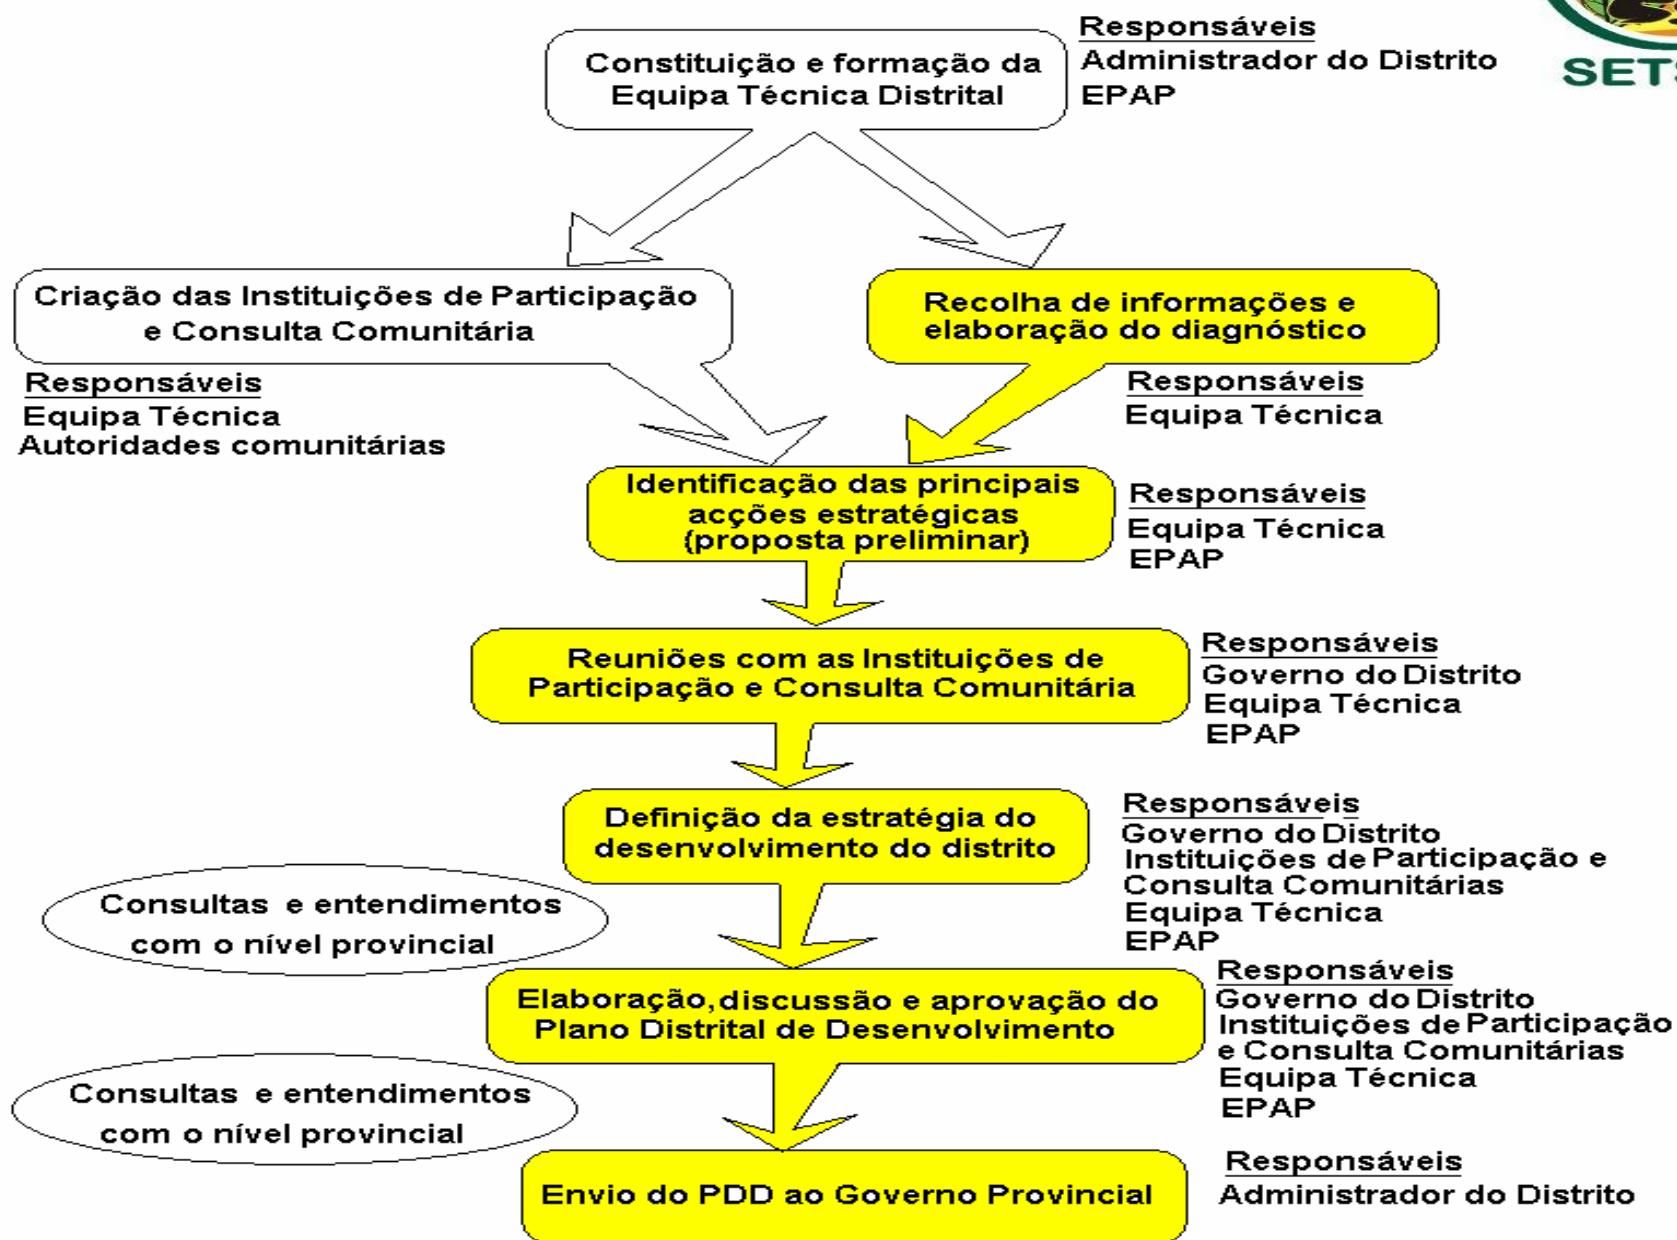 Responsáveis
Administrador do Distrito
EPAP
Constituição e formação da
Equipa Técnica Distrital
Criação das Instituições de Participação
e Consulta Comunitária
Responsáveis
Equipa Técnica
Autoridades comunitárias
Recolha de informações e
elaboração do diagnóstico
Responsáveis
Equipa Técnica
Identificação das principais
acções estratégicas
(proposta preliminar)
Responsáveis
Equipa Técnica
EPAP
Reuniões com as Instituições de
Participação e Consulta Comunitária
Responsáveis
Governo do Distrito
Equipa Técnica
EPAP
Definição da estratégia do
desenvolvimento do distrito
Responsáveis
Governo do Distrito
Instituições de Participação e
Consulta Comunitárias
Equipa Técnica
EPAP
Consultas e entendimentos
com o nível provincial
Elaboração, discussão e aprovação do
Plano Distrital de Desenvolvimento
Responsáveis
Governo do Distrito
Instituições de Participação
e Consulta Comunitárias
Equipa Técnica
EPAP
Consultas e entendimentos
com o nível provincial
Envio do PDD ao Governo Provincial
Responsáveis
Administrador do Distrito